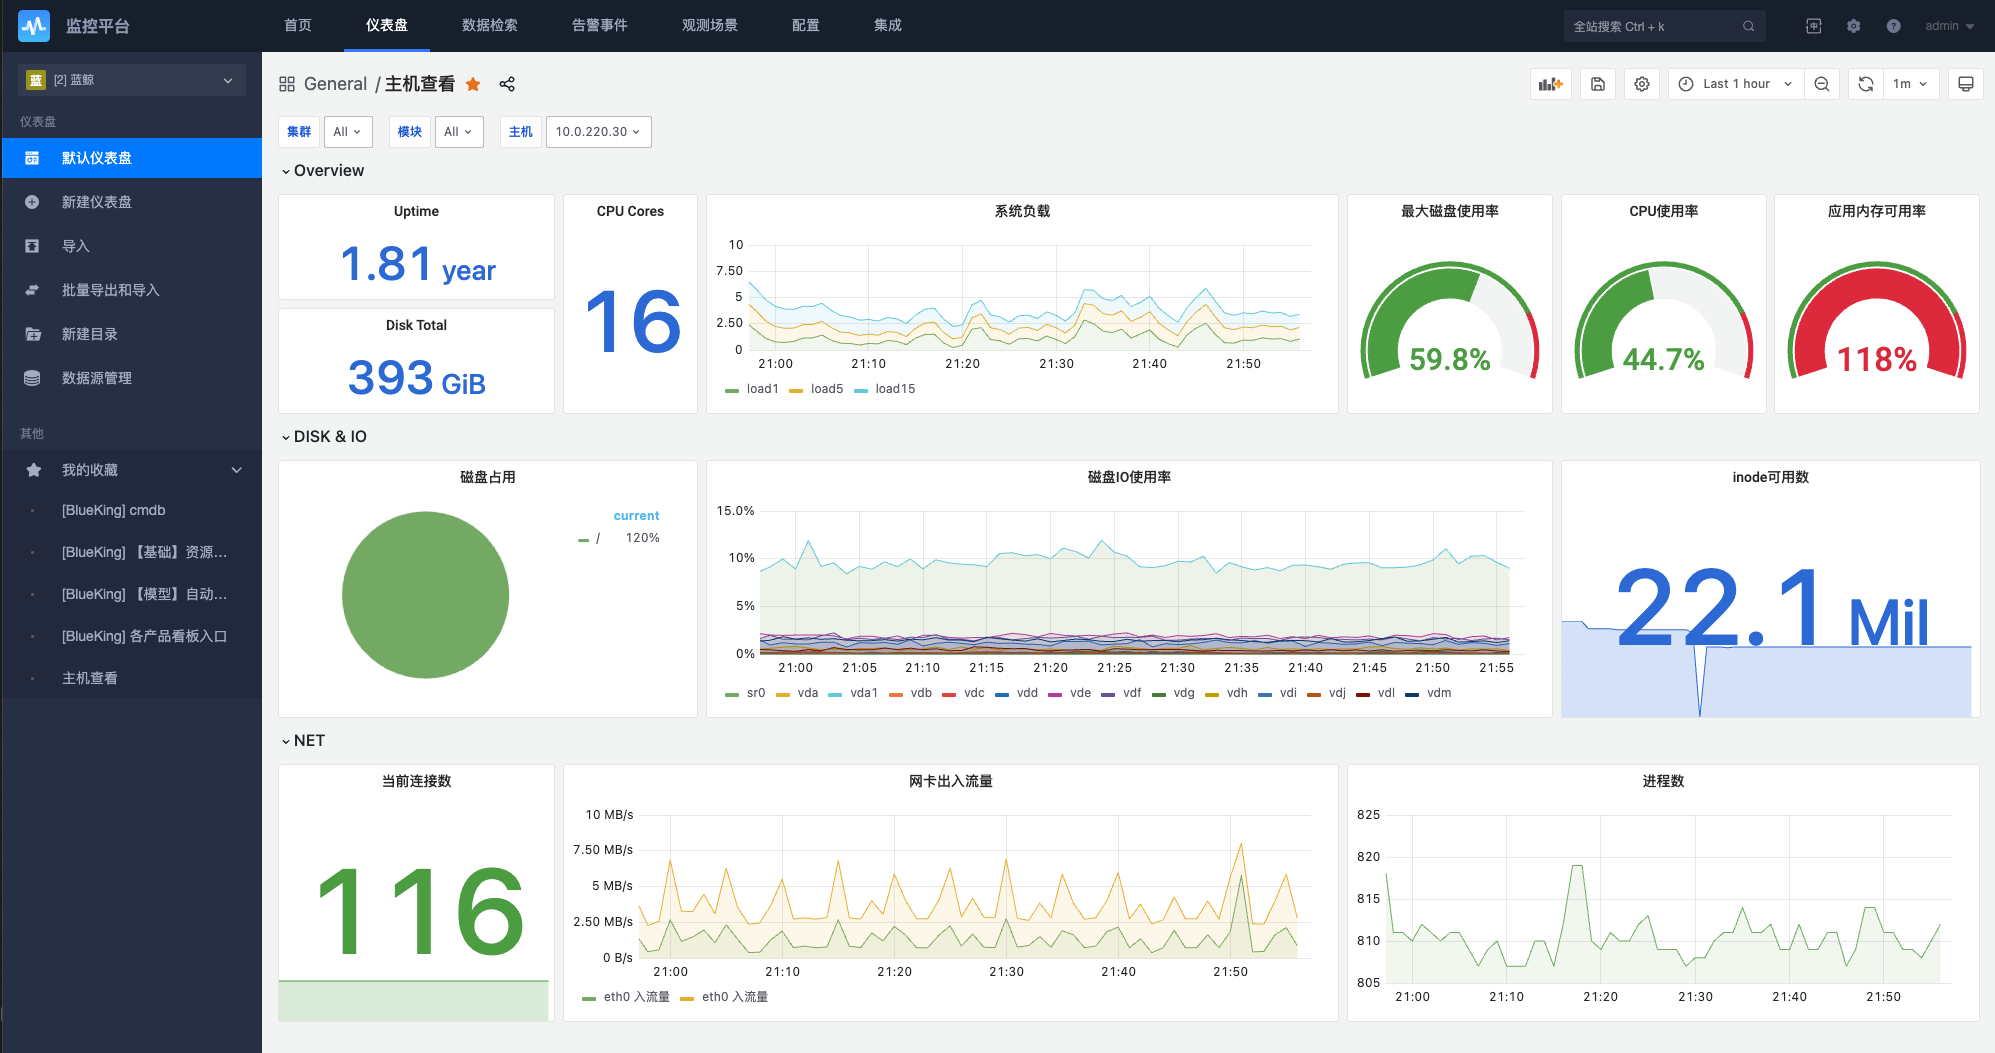 监控平台
首页
仪表盘
数据检索
告警事件
观测场景
配置
集成
全站搜索 Ctrl + k
admin
蓝
[2] 蓝鲸
仪表盘
默认仪表盘
新建仪表盘
导入
批量导出和导入
新建目录
数据源管理
其他
我的收藏
[BlueKing] cmdb
[BlueKing] 【基础】资源...
[BlueKing] 【模型】自动...
[BlueKing] 各产品看板入口
主机查看
General / 主机查看
Last 1 hour
1m
集群 All
模块 All
主机 10.0.220.30
Overview
Uptime
1.81 year
Disk Total
393 GiB
CPU Cores
16
系统负载
10
7.50
5
2.50
0
21:00 21:10 21:20 21:30 21:40 21:50
load1 load5 load15
最大磁盘使用率
59.8%
CPU使用率
44.7%
应用内存可用率
118%
DISK & IO
磁盘占用
current
/ 120%
磁盘IO使用率
15.0%
10%
5%
0%
21:00 21:05 21:10 21:15 21:20 21:25 21:30 21:35 21:40 21:45 21:50 21:55
sr0 vda vda1 vdb vdc vdd vde vdf vdg vdh vdi vdj vdl vdm
inode可用数
22.1 Mil
NET
当前连接数
116
网卡出入流量
10 MB/s
7.50 MB/s
5 MB/s
2.50 MB/s
0 B/s
21:00 21:10 21:20 21:30 21:40 21:50
eth0 入流量 eth0 入流量
进程数
825
820
815
810
805
21:00 21:10 21:20 21:30 21:40 21:50